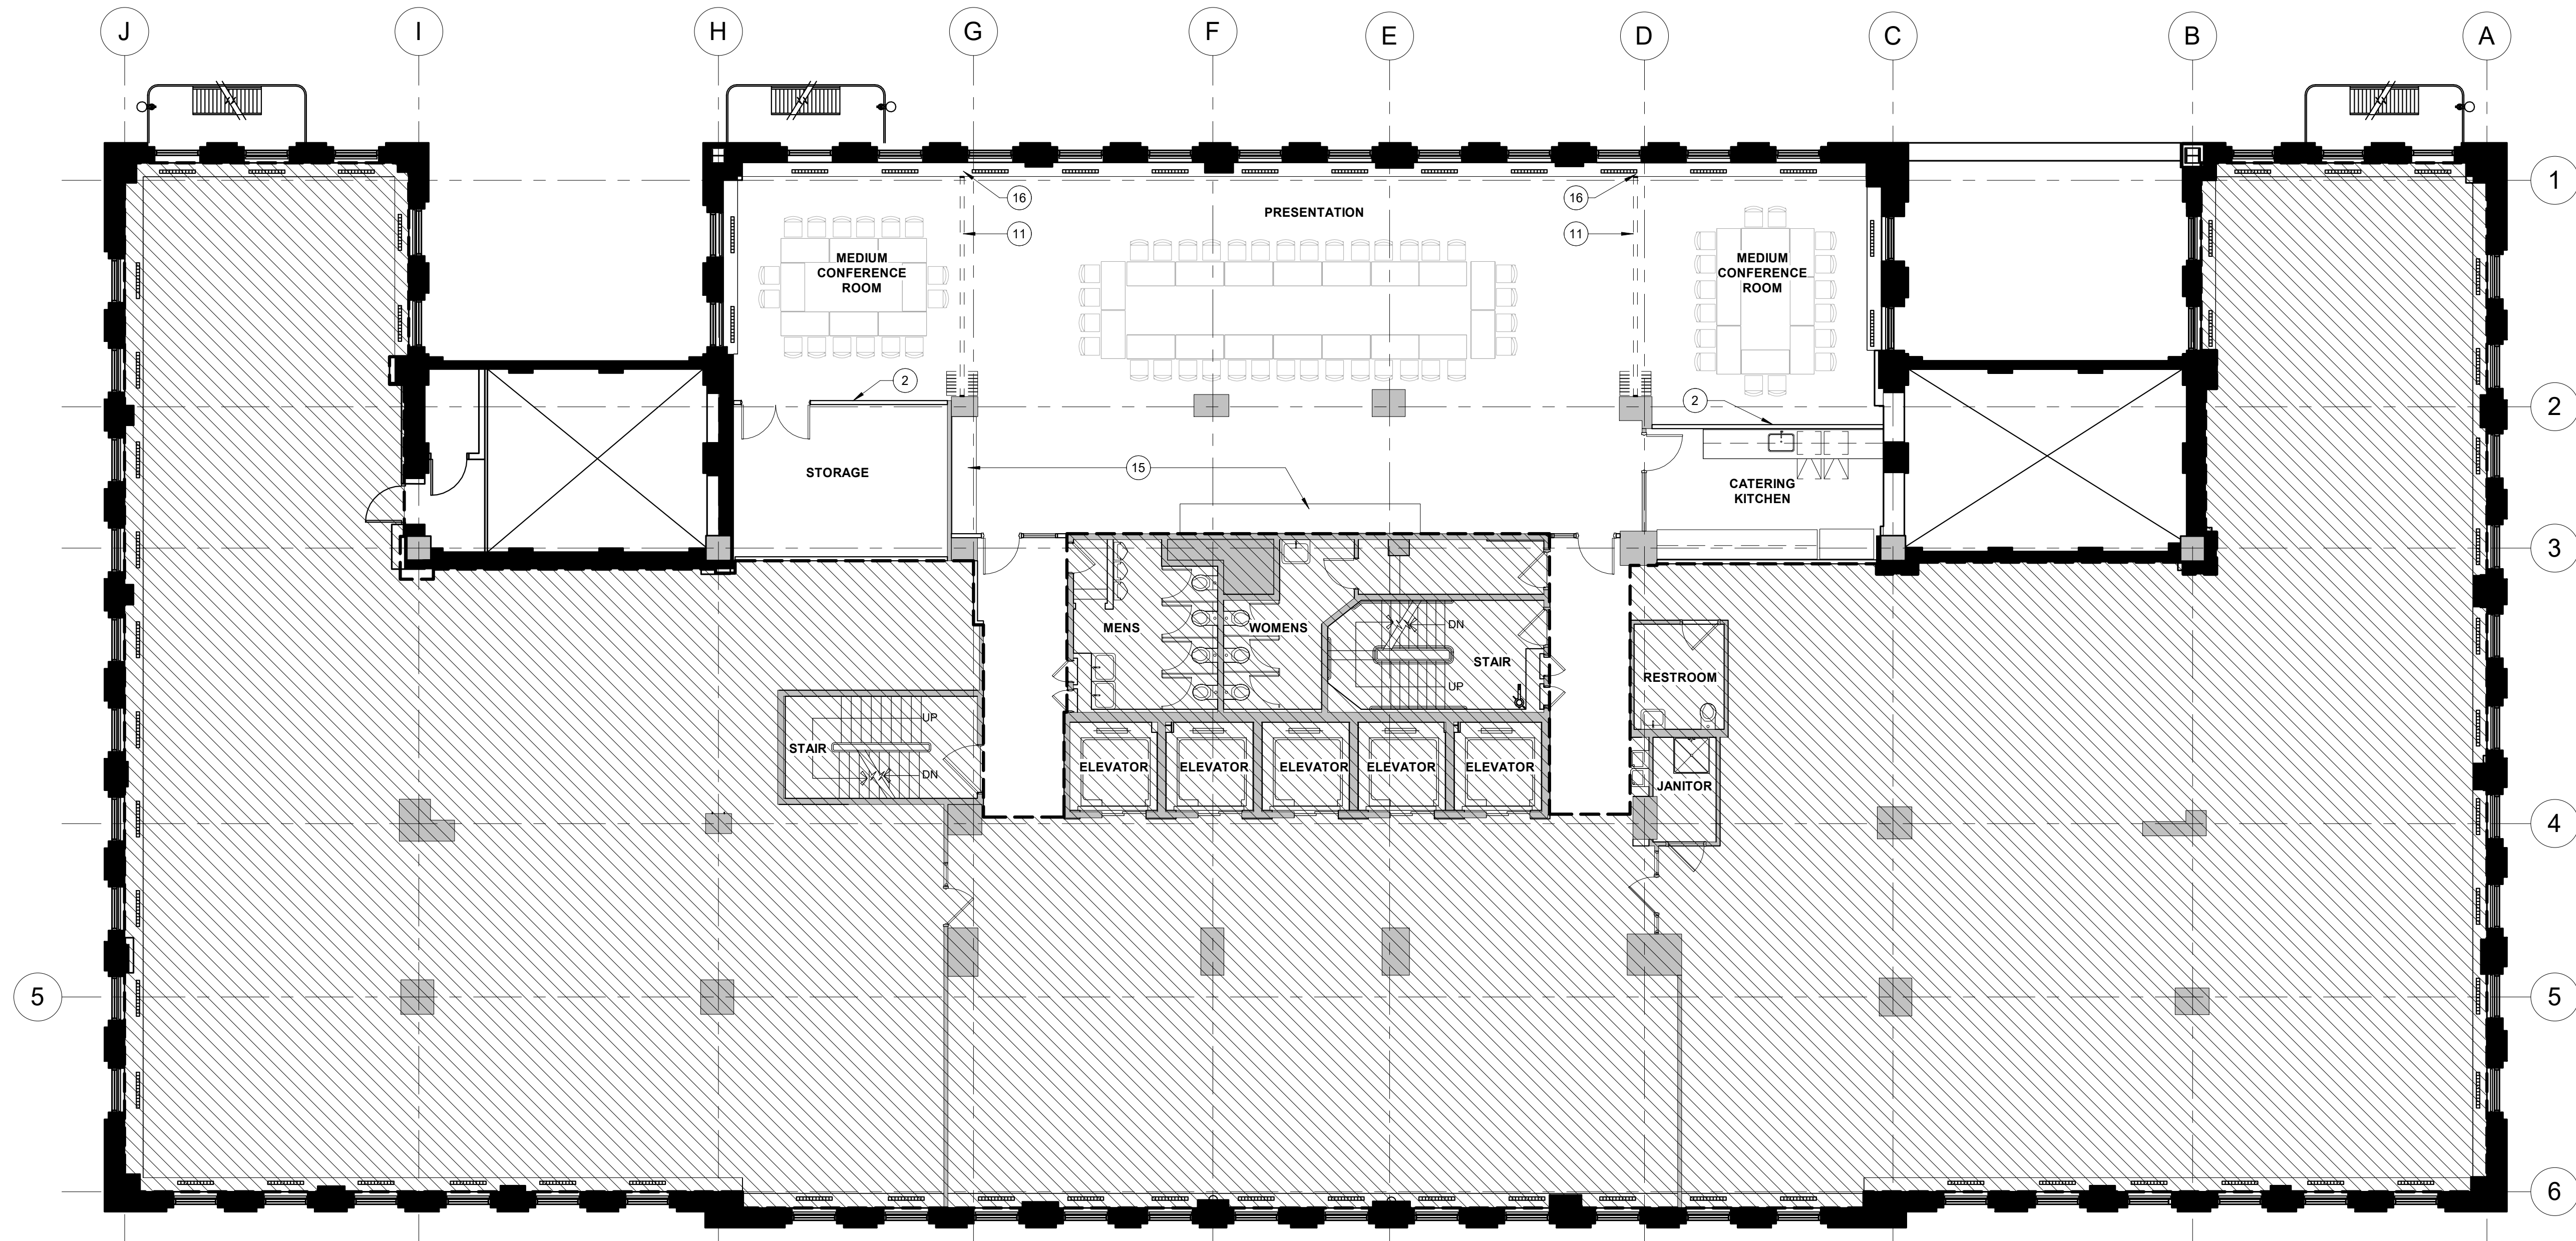 J I H G F E D C B A
1
16
16
PRESENTATION
11
11
MEDIUM
CONFERENCE
ROOM
MEDIUM
CONFERENCE
ROOM
2
2
2
STORAGE
15
CATERING
KITCHEN
3
MENS
WOMENS
DN
STAIR
UP
RESTROOM
UP
STAIR
DN
ELEVATOR
ELEVATOR
ELEVATOR
ELEVATOR
ELEVATOR
JANITOR
4
5
5
6